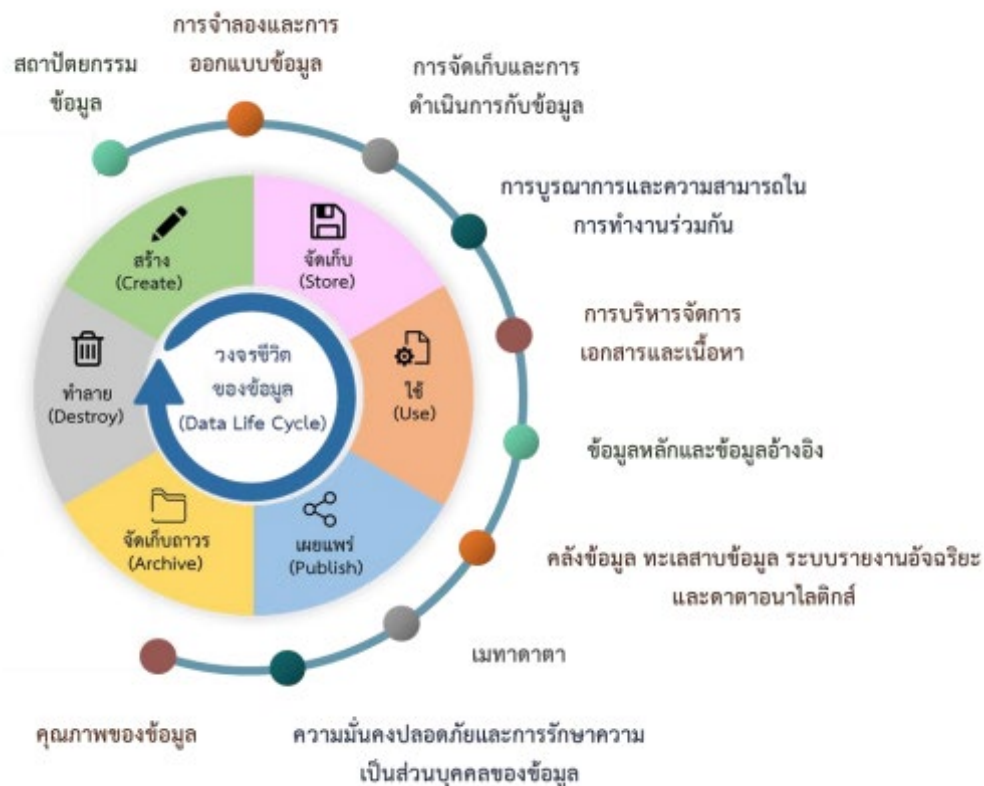 การจำลองและการ
ออกแบบข้อมูล
สถาปัตยกรรม
ข้อมูล
การจัดเก็บและการ
ดำเนินการกับข้อมูล
การบูรณาการและความสามารถใน
การทำงานร่วมกัน
การบริหารจัดการ
เอกสารและเนื้อหา
ข้อมูลหลักและข้อมูลอ้างอิง
คลังข้อมูล ทะเลสาบข้อมูล ระบบรายงานอัจฉริยะ
และดาตาอนาไลติกส์
เมทาดาตา
ความมั่นคงปลอดภัยและการรักษาความ
เป็นส่วนบุคคลของข้อมูล
คุณภาพของข้อมูล
สร้าง
(Create)
จัดเก็บ
(Store)
ใช้
(Use)
เผยแพร่
(Publish)
จัดเก็บถาวร
(Archive)
ทำลาย
(Destroy)
วงจรชีวิต
ของข้อมูล
(Data Life Cycle)